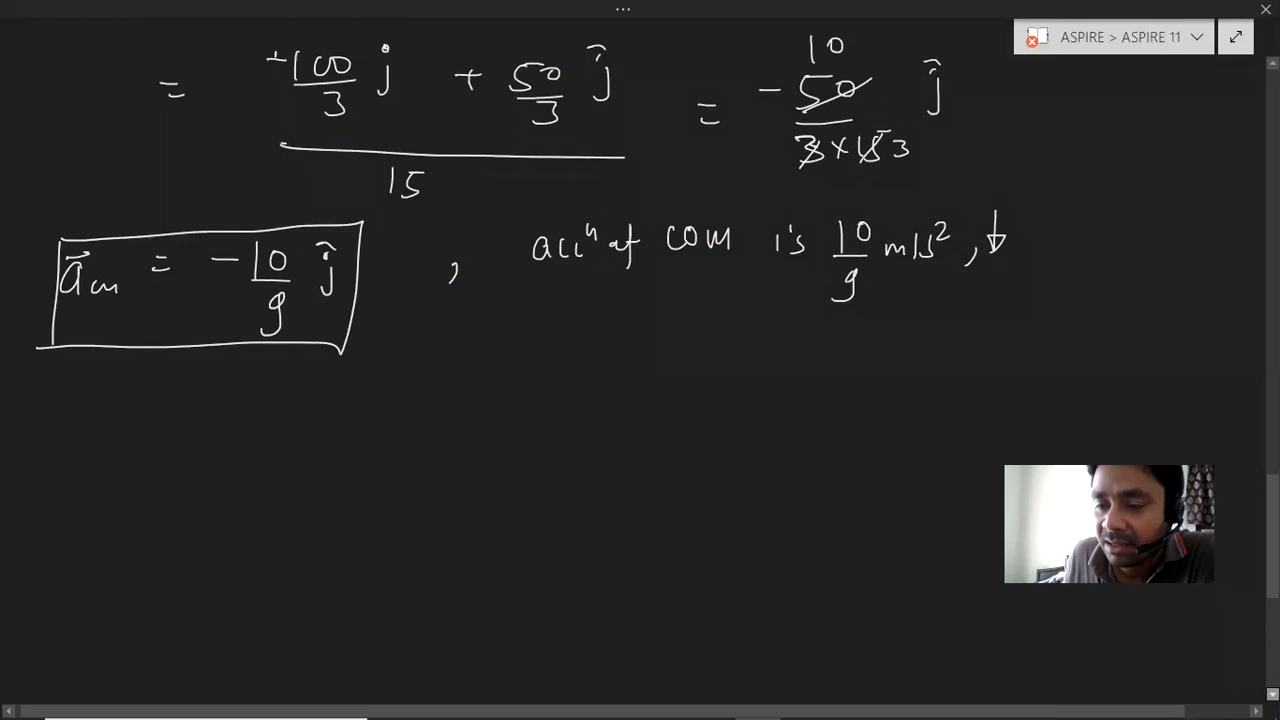 ASPIRE > ASPIRE 11
= (-100/3 ĵ + 50/3 ĵ) / 15 = - 50/(3×15) ĵ 10 3
a⃗cm = - 10/9 ĵ , accⁿ of COM is 10/9 m/s², ↓